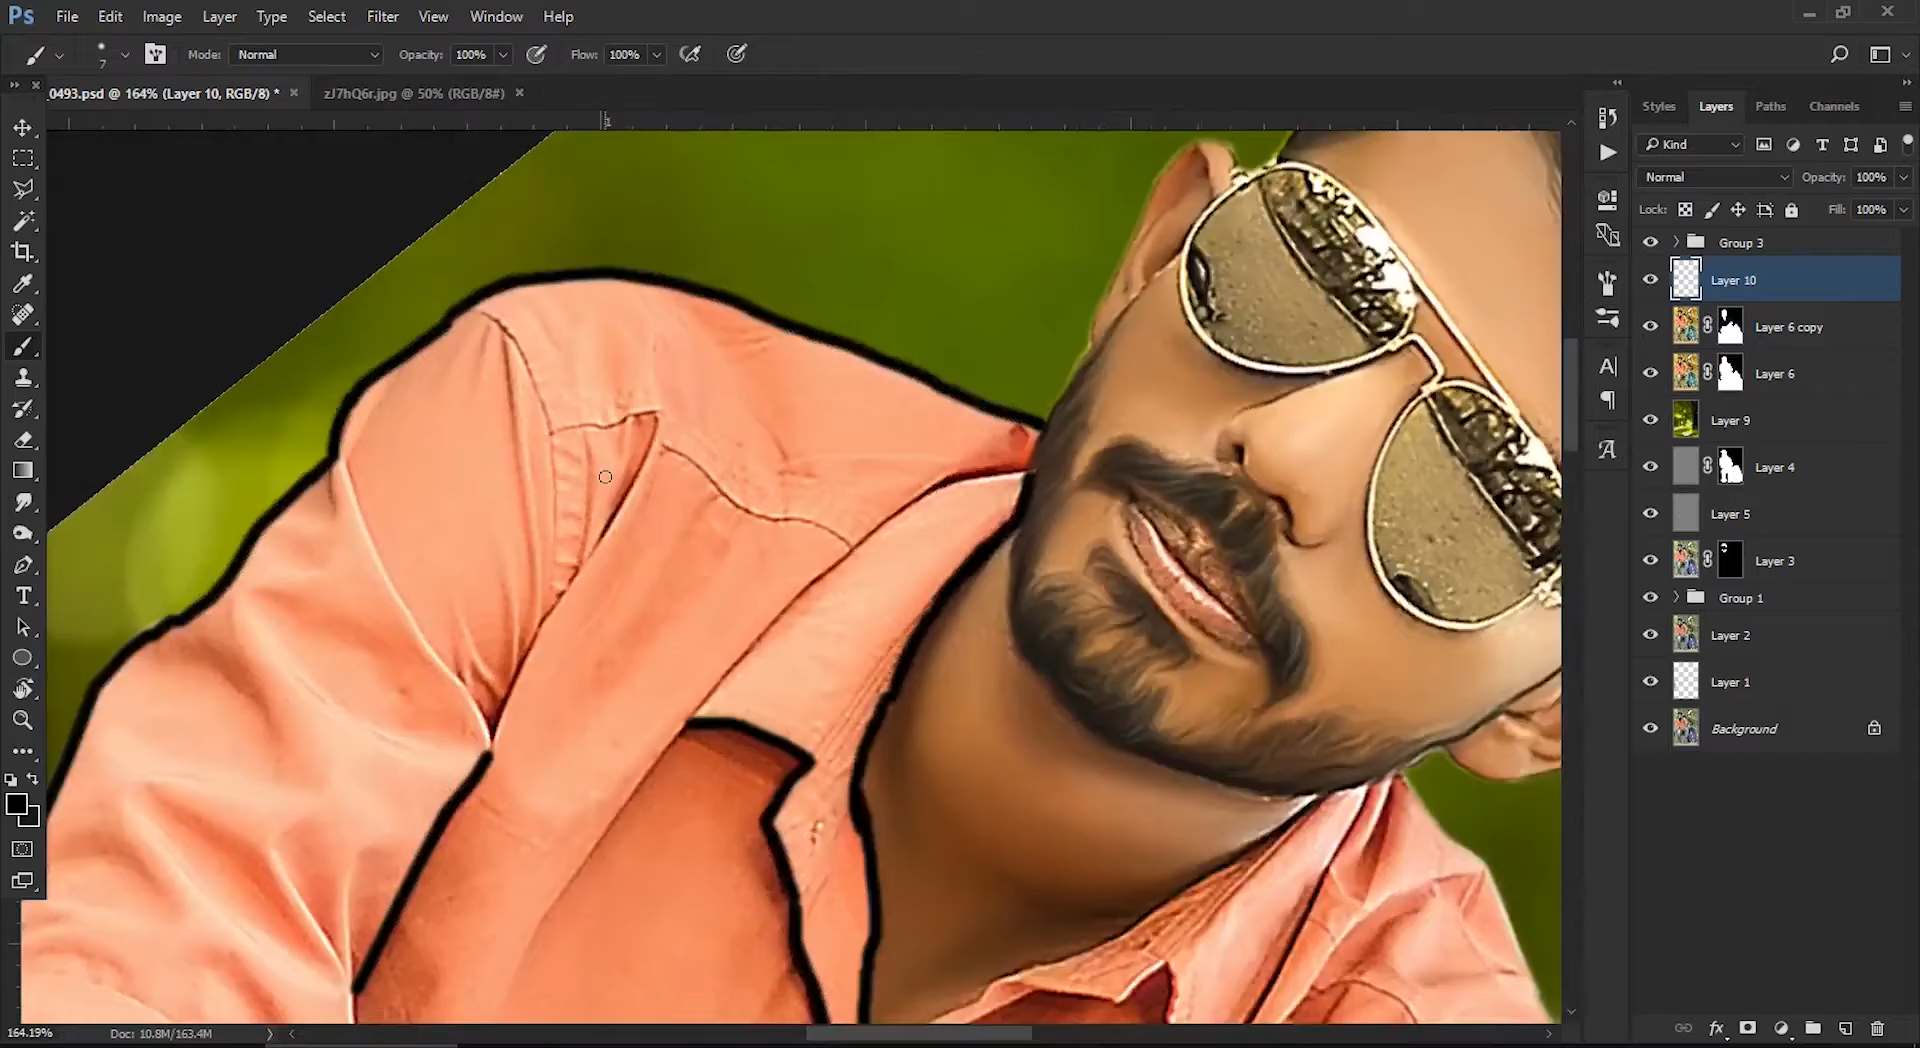 Ps File Edit Image Layer Type Select Filter View Window Help
7 Mode: Normal Opacity: 100% Flow: 100%
_0493.psd @ 164% (Layer 10, RGB/8) * × zJ7hQ6r.jpg @ 50% (RGB/8#) ×
1
Styles Layers Paths Channels
Kind
Normal Opacity: 100%
Lock: Fill: 100%
Group 3
Layer 10
Layer 6 copy
Layer 6
Layer 9
Layer 4
Layer 5
Layer 3
Group 1
Layer 2
Layer 1
Background
164.19% Doc: 10.8M/163.4M